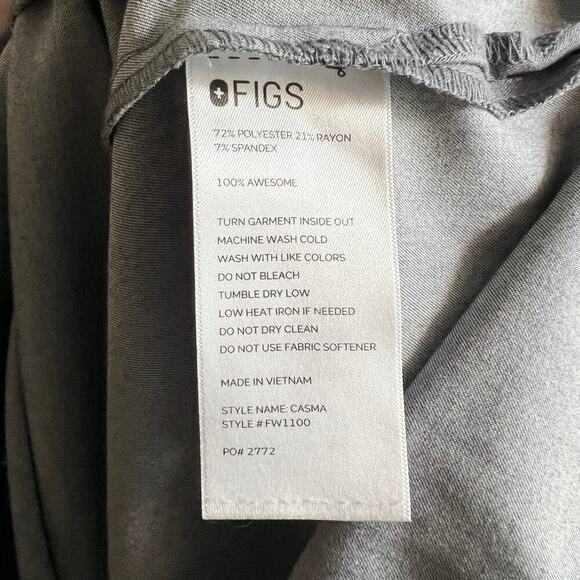 FIGS
72% POLYESTER 21% RAYON
7% SPANDEX
100% AWESOME
TURN GARMENT INSIDE OUT
MACHINE WASH COLD
WASH WITH LIKE COLORS
DO NOT BLEACH
TUMBLE DRY LOW
LOW HEAT IRON IF NEEDED
DO NOT DRY CLEAN
DO NOT USE FABRIC SOFTENER
MADE IN VIETNAM
STYLE NAME: CASMA
STYLE #:FW1100
PO# 2772